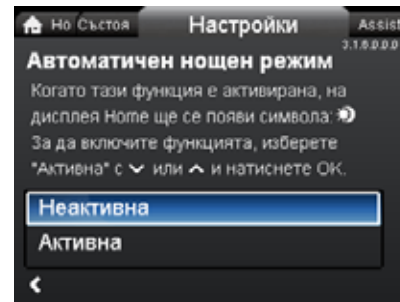 Но Състоя Настройки Assist
3.1.6.0.0.0
Автоматичен нощен режим
Когато тази функция е активирана, на
дисплея Home ще се появи символа:
За да включите функцията, изберете
"Активна" с или и натиснете ОК.
Неактивна
Активна